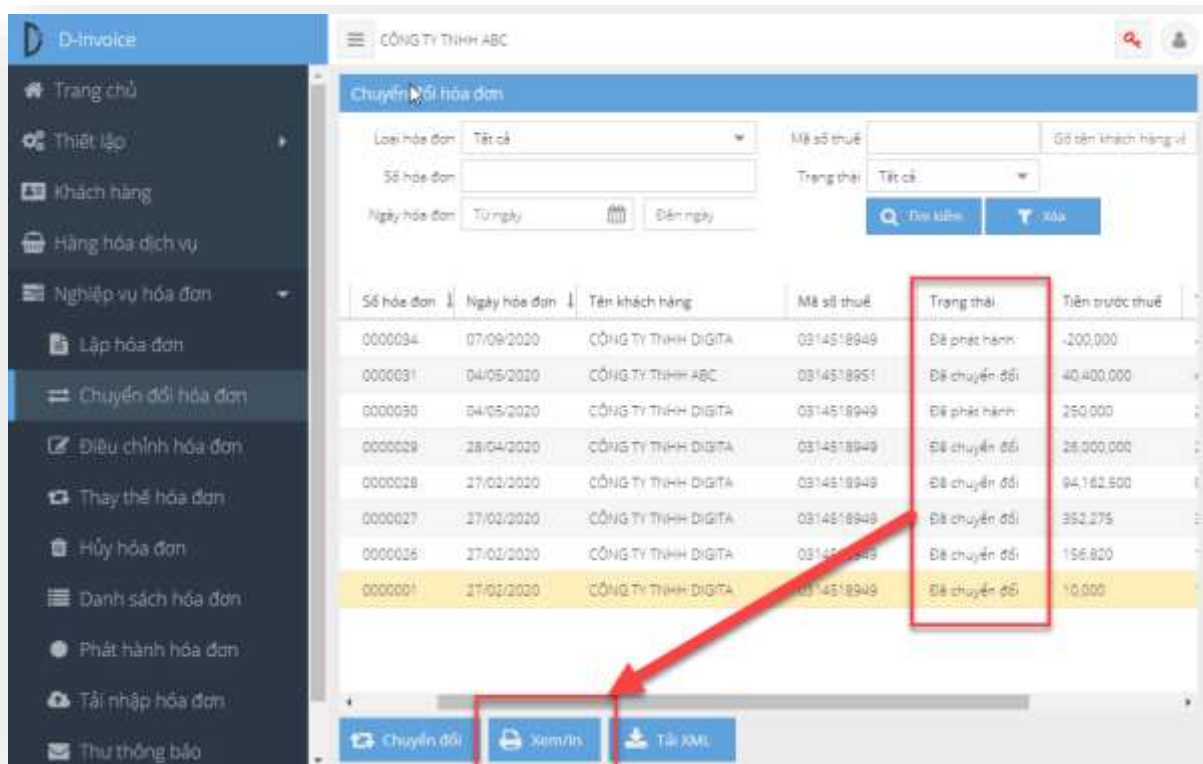 D-Invoice
CÔNG TY TNHH ABC
Trang chủ
Thiết lập
Khách hàng
Hàng hóa dịch vụ
Nghiệp vụ hóa đơn
Lập hóa đơn
Chuyển đổi hóa đơn
Điều chỉnh hóa đơn
Thay thế hóa đơn
Hủy hóa đơn
Danh sách hóa đơn
Phát hành hóa đơn
Tải nhập hóa đơn
Thư thông báo
Chuyển đổi hóa đơn
Loại hóa đơn Tất cả Mã số thuế Gõ tên khách hàng
Số hóa đơn Trạng thái Tất cả
Ngày hóa đơn Từ ngày Đến ngày Tìm kiếm Xóa
Số hóa đơn Ngày hóa đơn Tên khách hàng Mã số thuế Trạng thái Tiền trước thuế
0000034 07/09/2020 CÔNG TY TNHH DIGITA 0314518949 Đã phát hành -200,000
0000031 04/05/2020 CÔNG TY TNHH ABC 0314518951 Đã chuyển đổi 40,400,000
0000030 04/05/2020 CÔNG TY TNHH DIGITA 0314518949 Đã phát hành 250,000
0000029 28/04/2020 CÔNG TY TNHH DIGITA 0314518949 Đã chuyển đổi 26,000,000
0000028 27/02/2020 CÔNG TY TNHH DIGITA 0314518949 Đã chuyển đổi 94,162,500
0000027 27/02/2020 CÔNG TY TNHH DIGITA 0314518949 Đã chuyển đổi 352,275
0000026 27/02/2020 CÔNG TY TNHH DIGITA Đã chuyển đổi 156,820
0000001 27/02/2020 CÔNG TY TNHH DIGITA Đã chuyển đổi 10,000
Chuyển đổi Xem/In Tải XML